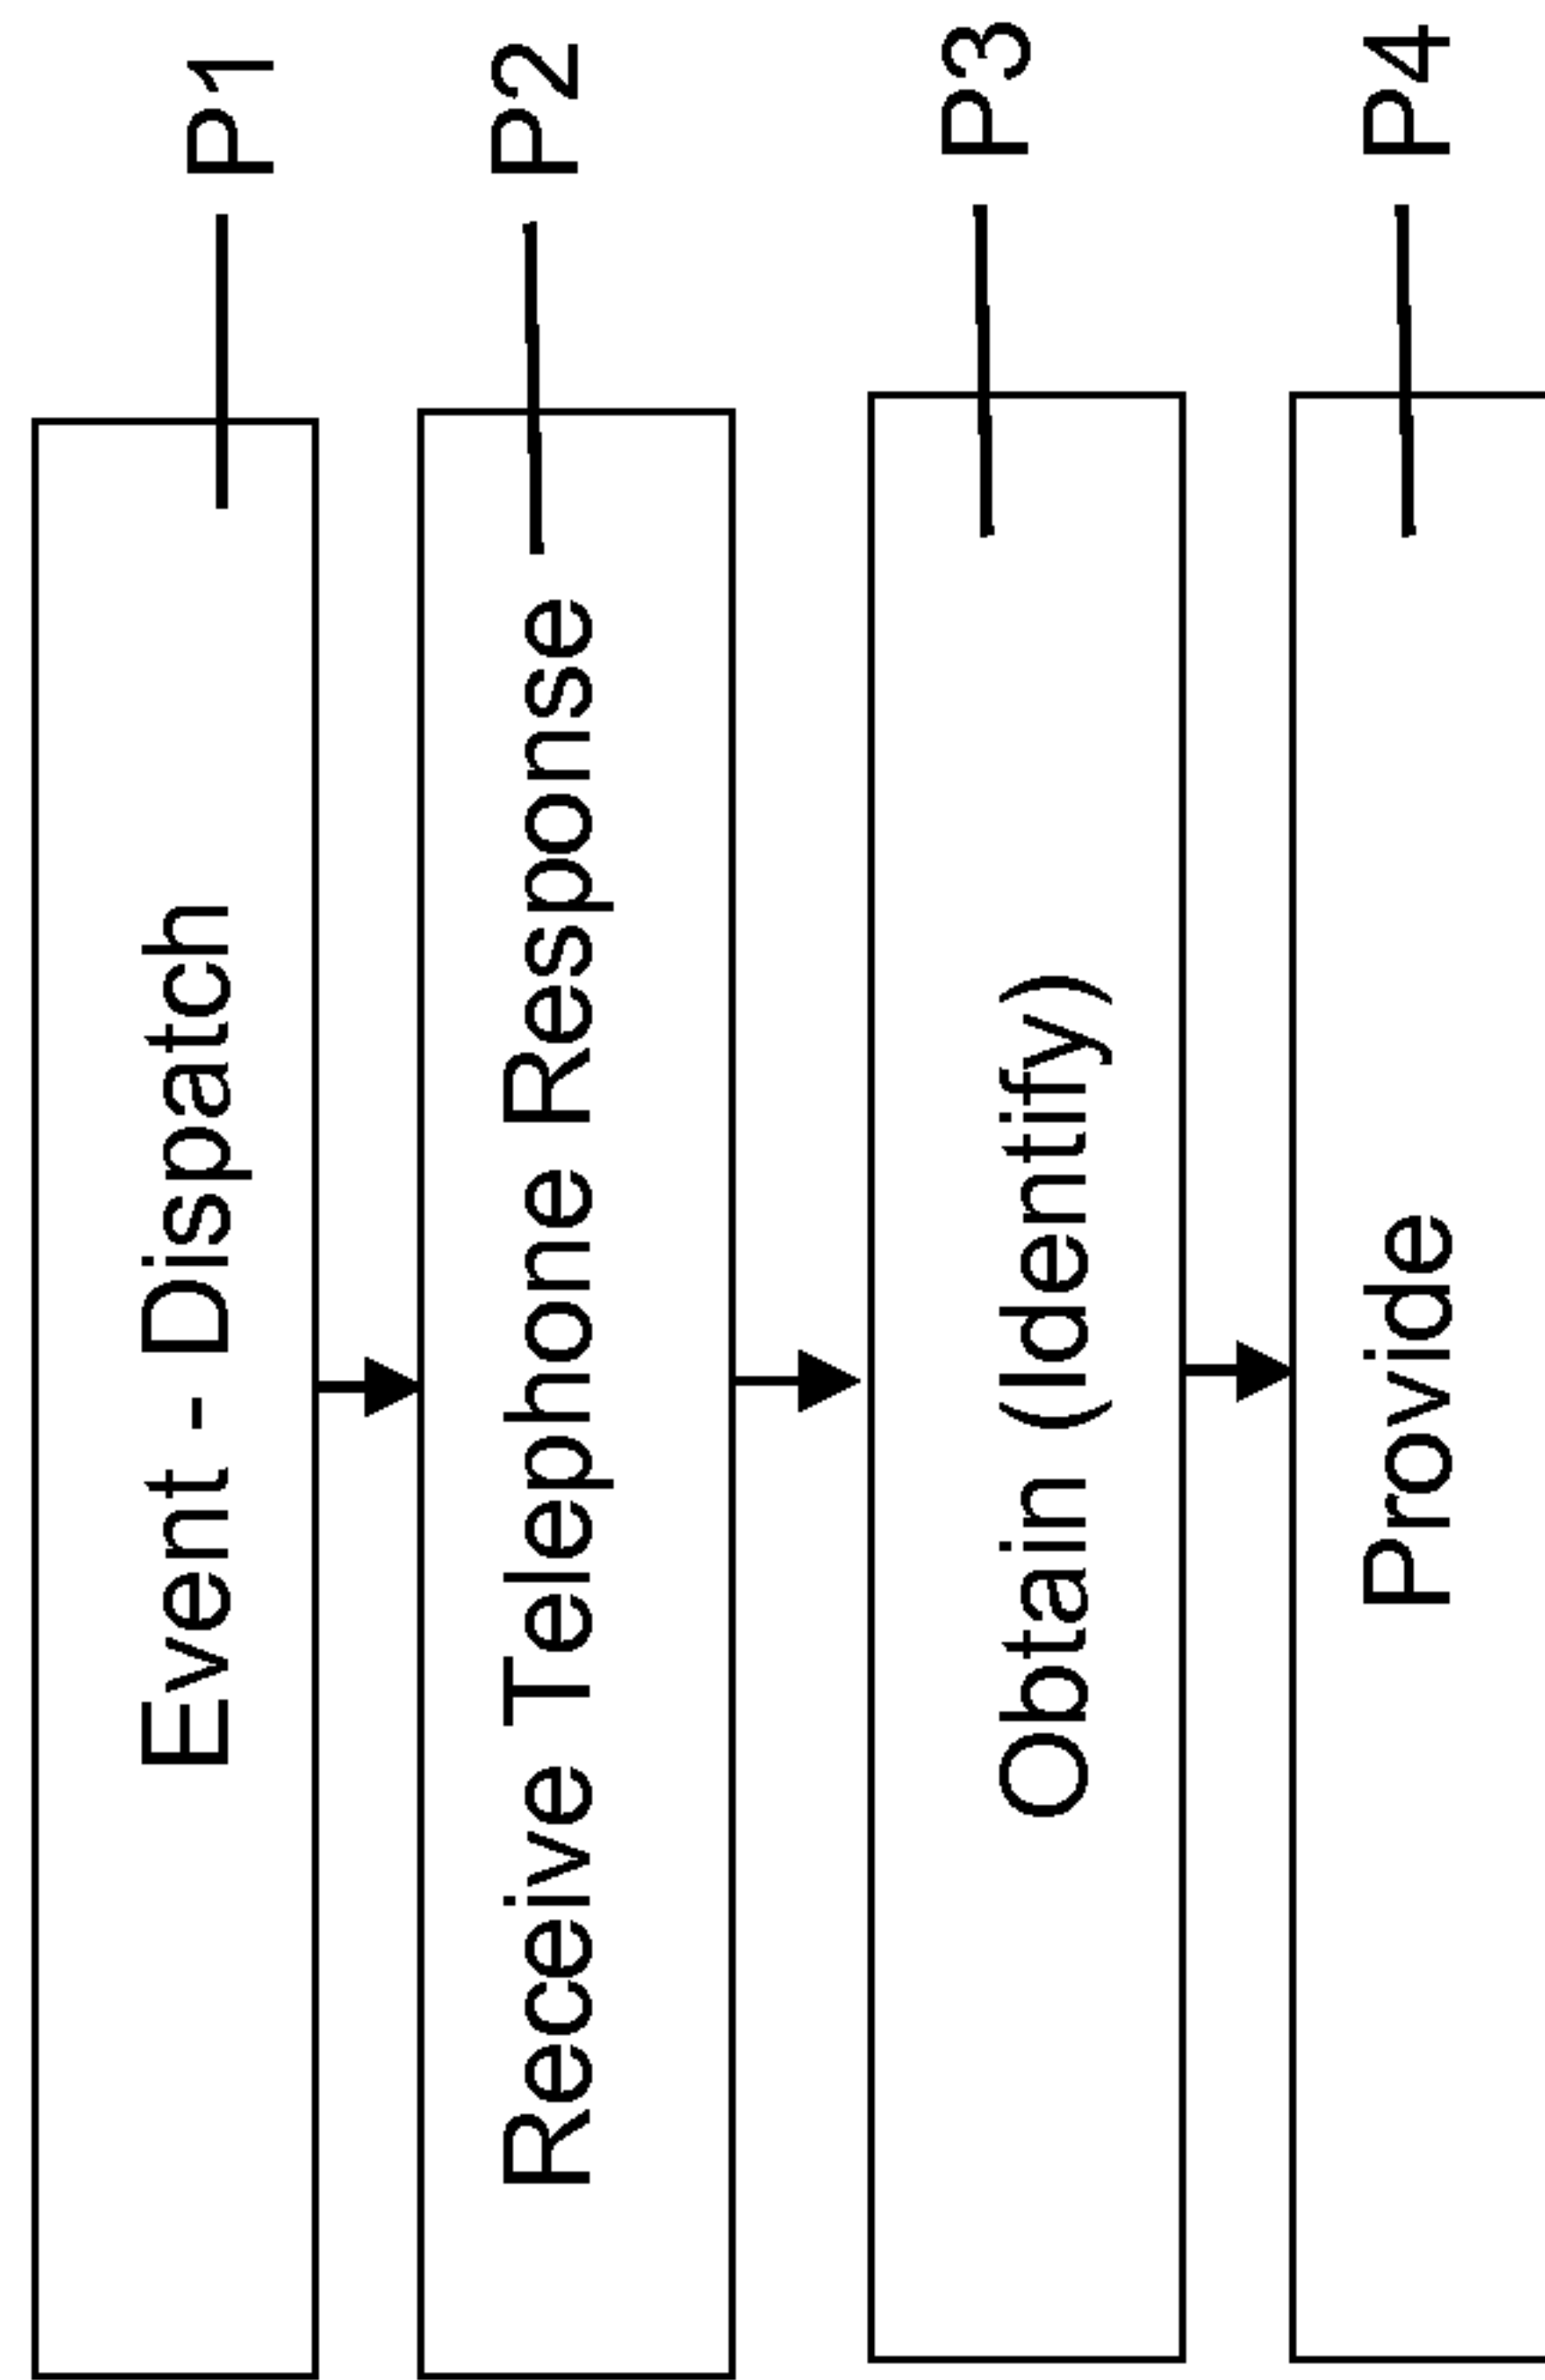 Event - Dispatch P1
Receive Telephone Response P2
Obtain (Identify) P3
Provide P4